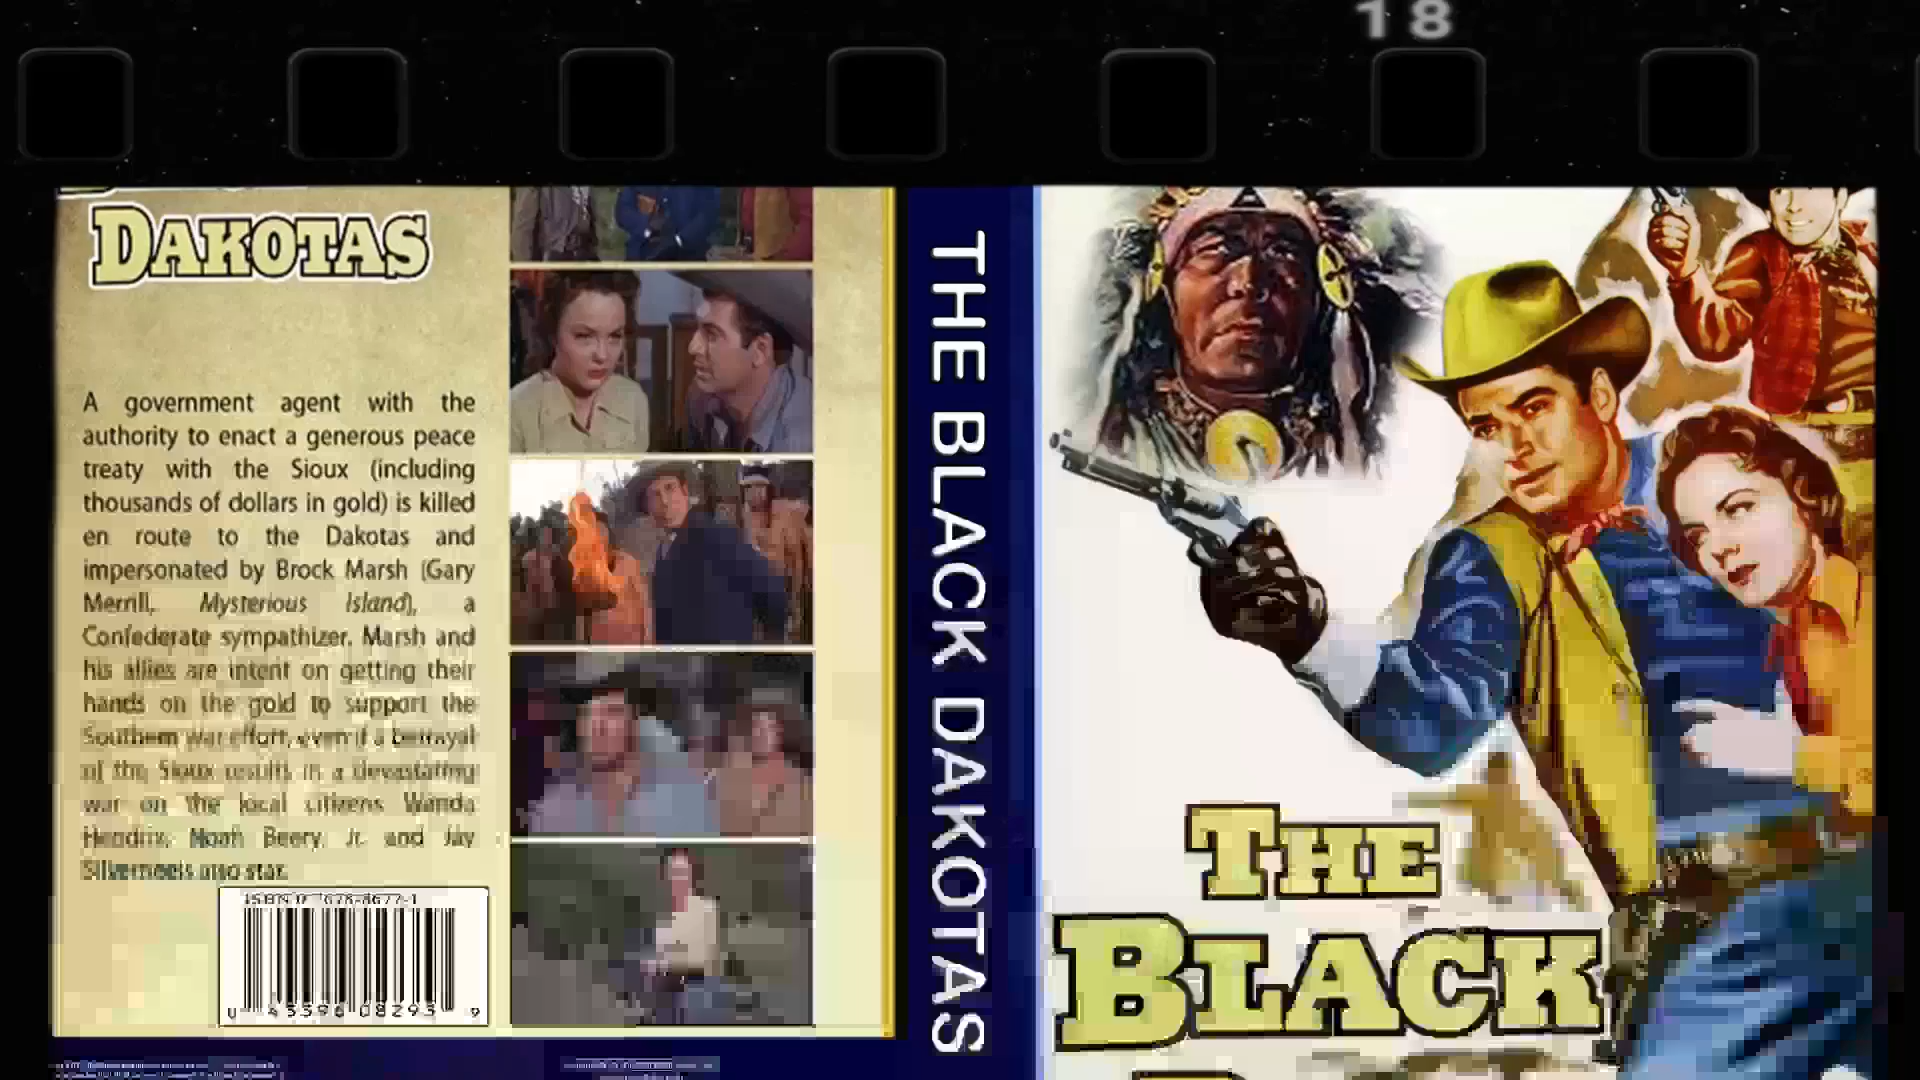 18
DAKOTAS
A government agent with the
authority to enact a generous peace
treaty with the Sioux (including
thousands of dollars in gold) is killed
en route to the Dakotas and
impersonated by Brock Marsh (Gary
Merrill, Mysterious Island), a
Confederate sympathizer. Marsh and
his allies are intent on getting their
hands on the gold to support the
Southern war effort, even if a betrayal
of the Sioux results in a devastating
war on the local citizens. Wanda
Hendrix, Noah Beery, Jr. and Jay
Silverheels also star.
THE BLACK DAKOTAS
THE
BLACK